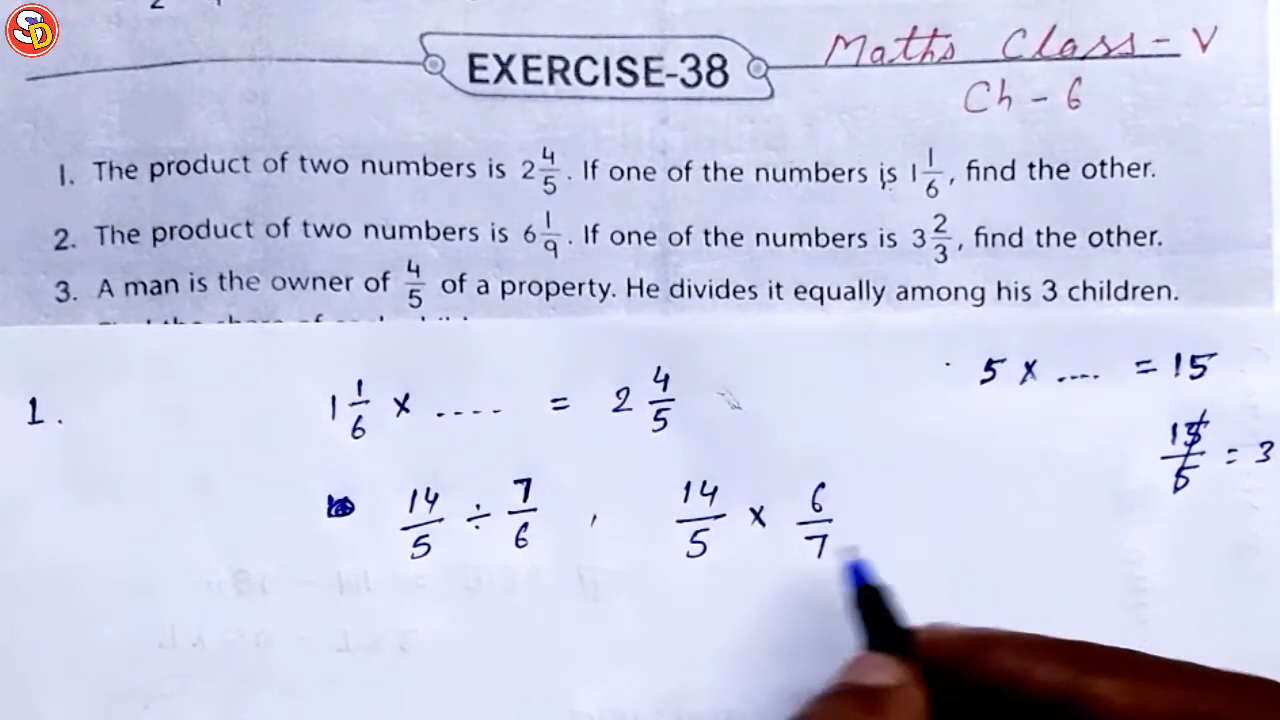 SD
EXERCISE-38
Maths Class - V
Ch - 6
1. The product of two numbers is 2 4/5. If one of the numbers is 1 1/6, find the other.
2. The product of two numbers is 6 1/9. If one of the numbers is 3 2/3, find the other.
3. A man is the owner of 4/5 of a property. He divides it equally among his 3 children.
5 × .... = 15
1. 1 1/6 × .... = 2 4/5
15/5 = 3
14/5 ÷ 7/6 , 14/5 × 6/7